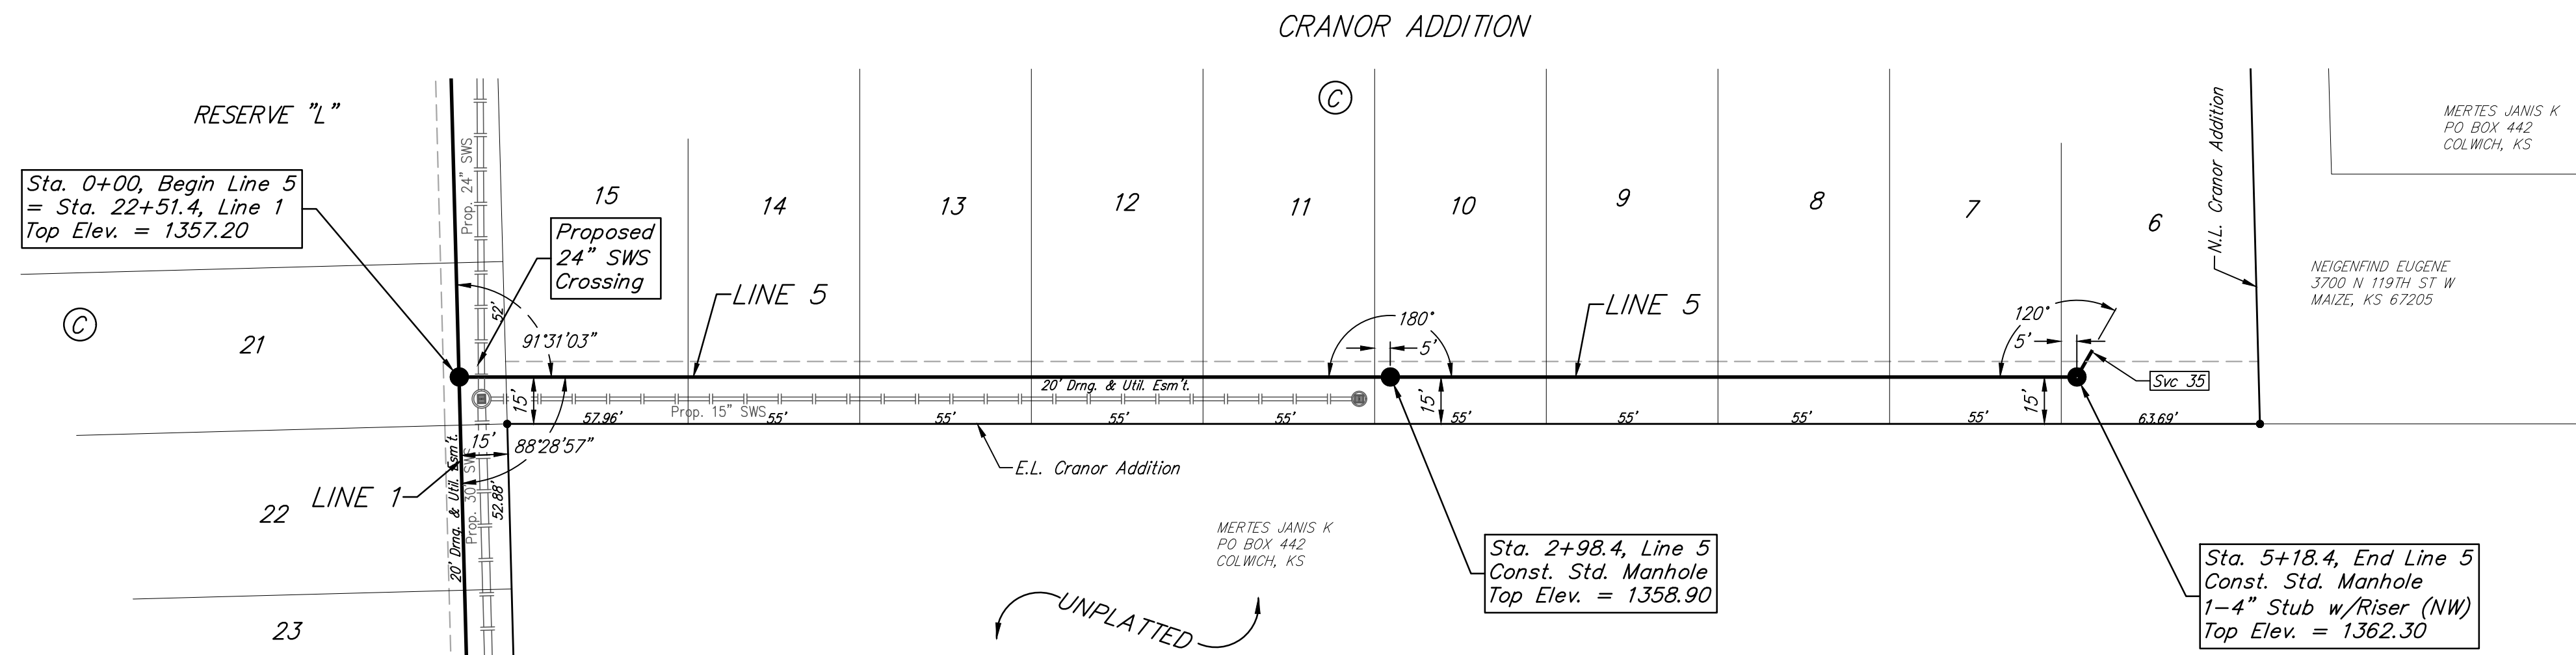 CRANOR ADDITION
RESERVE "L"
Sta. 0+00, Begin Line 5
= Sta. 22+51.4, Line 1
Top Elev. = 1357.20
Prop. 24" SWS
Proposed
24" SWS
Crossing
15
14
13
12
11
10
9
8
7
6
C
C
21
22
23
LINE 5
LINE 5
LINE 1
52'
91°31'03"
88°28'57"
180°
5'
120°
5'
Svc 35
N.L. Cranor Addition
MERTES JANIS K
PO BOX 442
COLWICH, KS
NEIGENFIND EUGENE
3700 N 119TH ST W
MAIZE, KS 67205
20' Drng. & Util. Esm't.
Prop. 15" SWS
15'
15'
15'
15'
57.96'
55'
55'
55'
55'
55'
55'
55'
55'
63.69'
E.L. Cranor Addition
20' Drng. & Util. Esm't.
Prop. 30" SWS
52.88'
MERTES JANIS K
PO BOX 442
COLWICH, KS
UNPLATTED
Sta. 2+98.4, Line 5
Const. Std. Manhole
Top Elev. = 1358.90
Sta. 5+18.4, End Line 5
Const. Std. Manhole
1-4" Stub w/Riser (NW)
Top Elev. = 1362.30